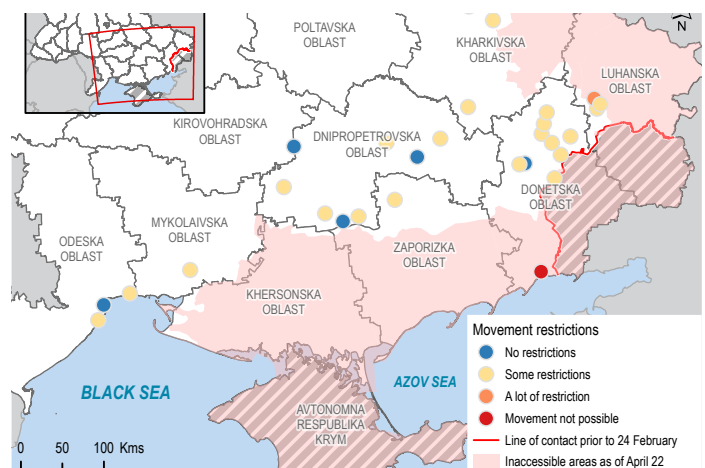 N
POLTAVSKA
OBLAST
KHARKIVSKA
OBLAST
LUHANSKA
OBLAST
KIROVOHRADSKA
OBLAST
DNIPROPETROVSKA
OBLAST
DONETSKA
OBLAST
MYKOLAIVSKA
OBLAST
ODESKA
OBLAST
ZAPORIZKA
OBLAST
KHERSONSKA
OBLAST
BLACK SEA
AZOV SEA
AVTONOMNA
RESPUBLIKA
KRYM
0 50 100 Kms
Movement restrictions
No restrictions
Some restrictions
A lot of restriction
Movement not possible
Line of contact prior to 24 February
Inaccessible areas as of April 22